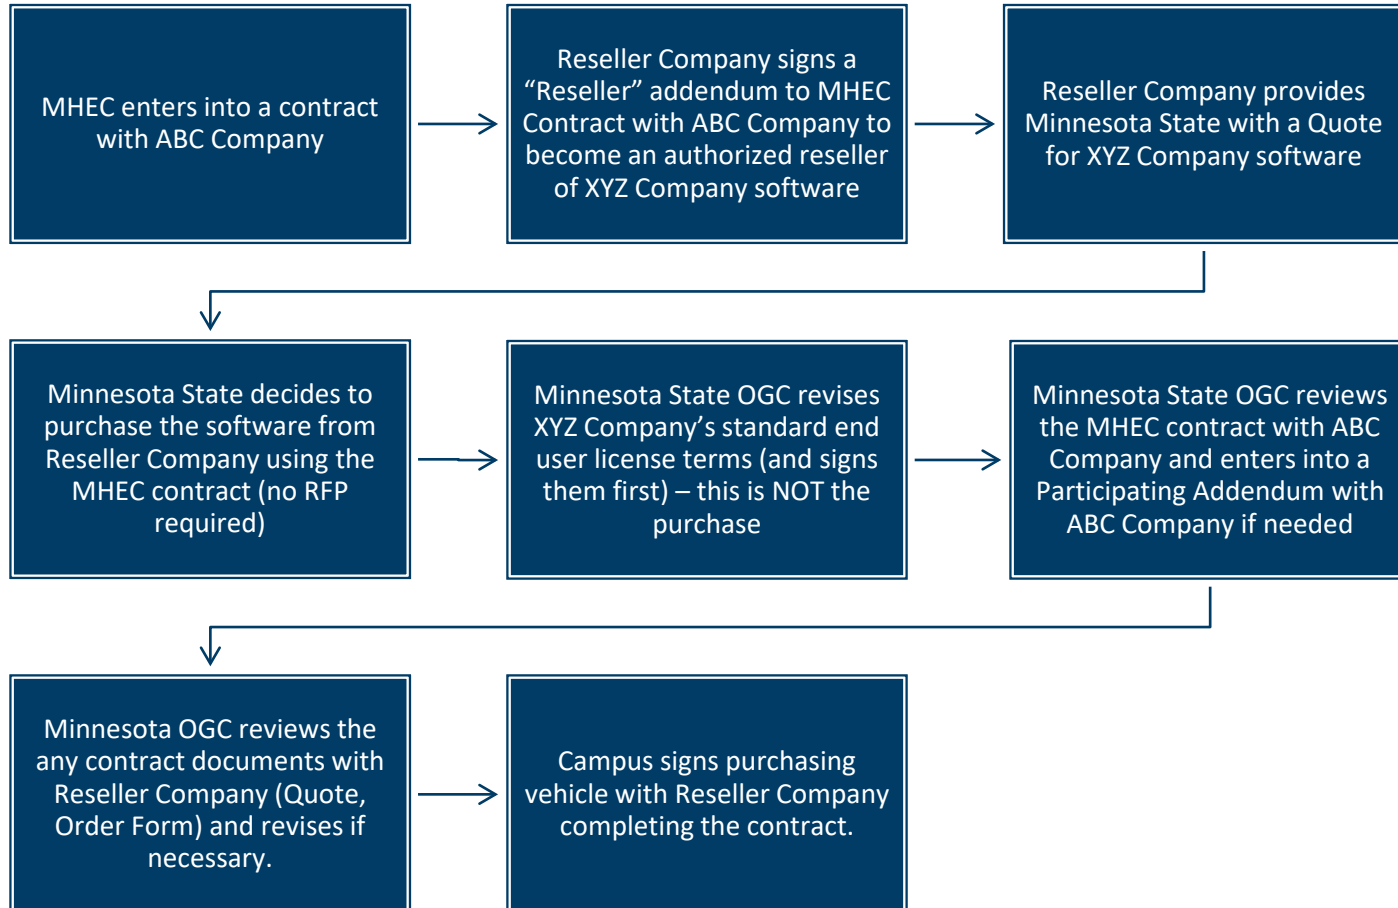 MHEC enters into a contract
with ABC Company
Reseller Company signs a
“Reseller” addendum to MHEC
Contract with ABC Company to
become an authorized reseller
of XYZ Company software
Reseller Company provides
Minnesota State with a Quote
for XYZ Company software
Minnesota State decides to
purchase the software from
Reseller Company using the
MHEC contract (no RFP
required)
Minnesota State OGC revises
XYZ Company’s standard end
user license terms (and signs
them first) – this is NOT the
purchase
Minnesota State OGC reviews
the MHEC contract with ABC
Company and enters into a
Participating Addendum with
ABC Company if needed
Minnesota OGC reviews the
any contract documents with
Reseller Company (Quote,
Order Form) and revises if
necessary.
Campus signs purchasing
vehicle with Reseller Company
completing the contract.